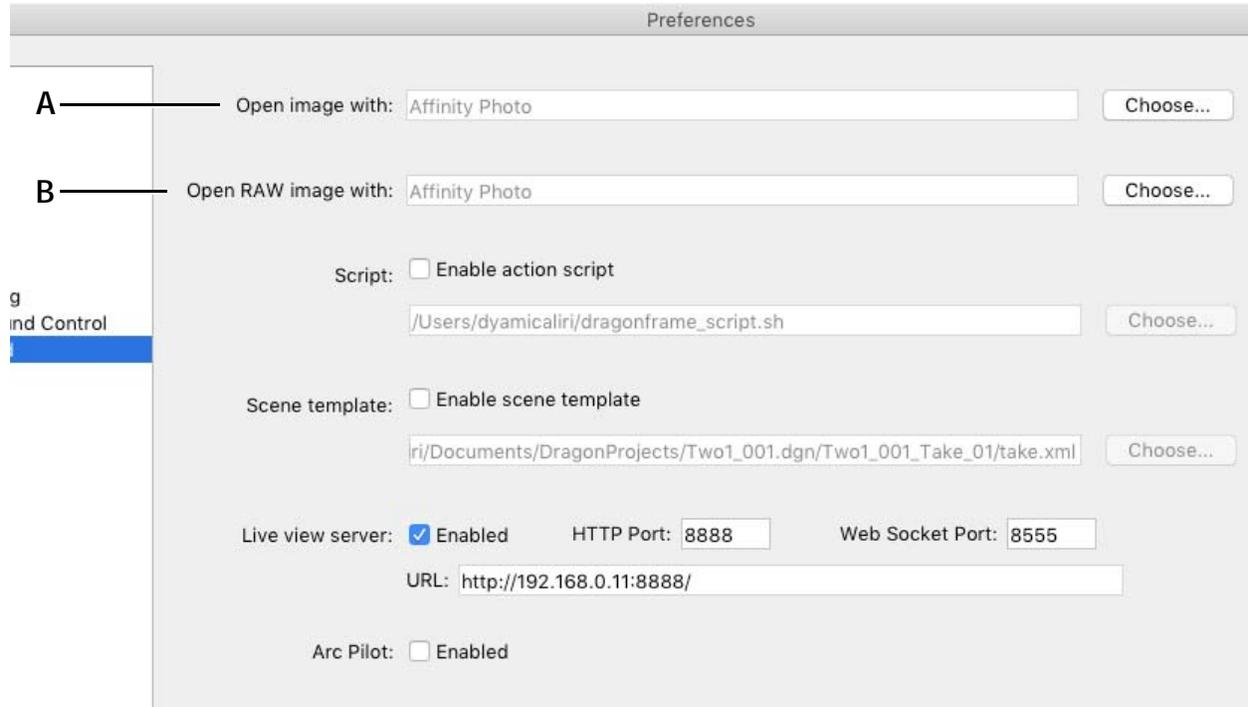 Preferences
A Open image with: Affinity Photo Choose...
B Open RAW image with: Affinity Photo Choose...
Script: Enable action script
g
/Users/dyamicaliri/dragonframe_script.sh Choose...
nd Control
Scene template: Enable scene template
ri/Documents/DragonProjects/Two1_001.dgn/Two1_001_Take_01/take.xml Choose...
Live view server: Enabled HTTP Port: 8888 Web Socket Port: 8555
URL: http://192.168.0.11:8888/
Arc Pilot: Enabled